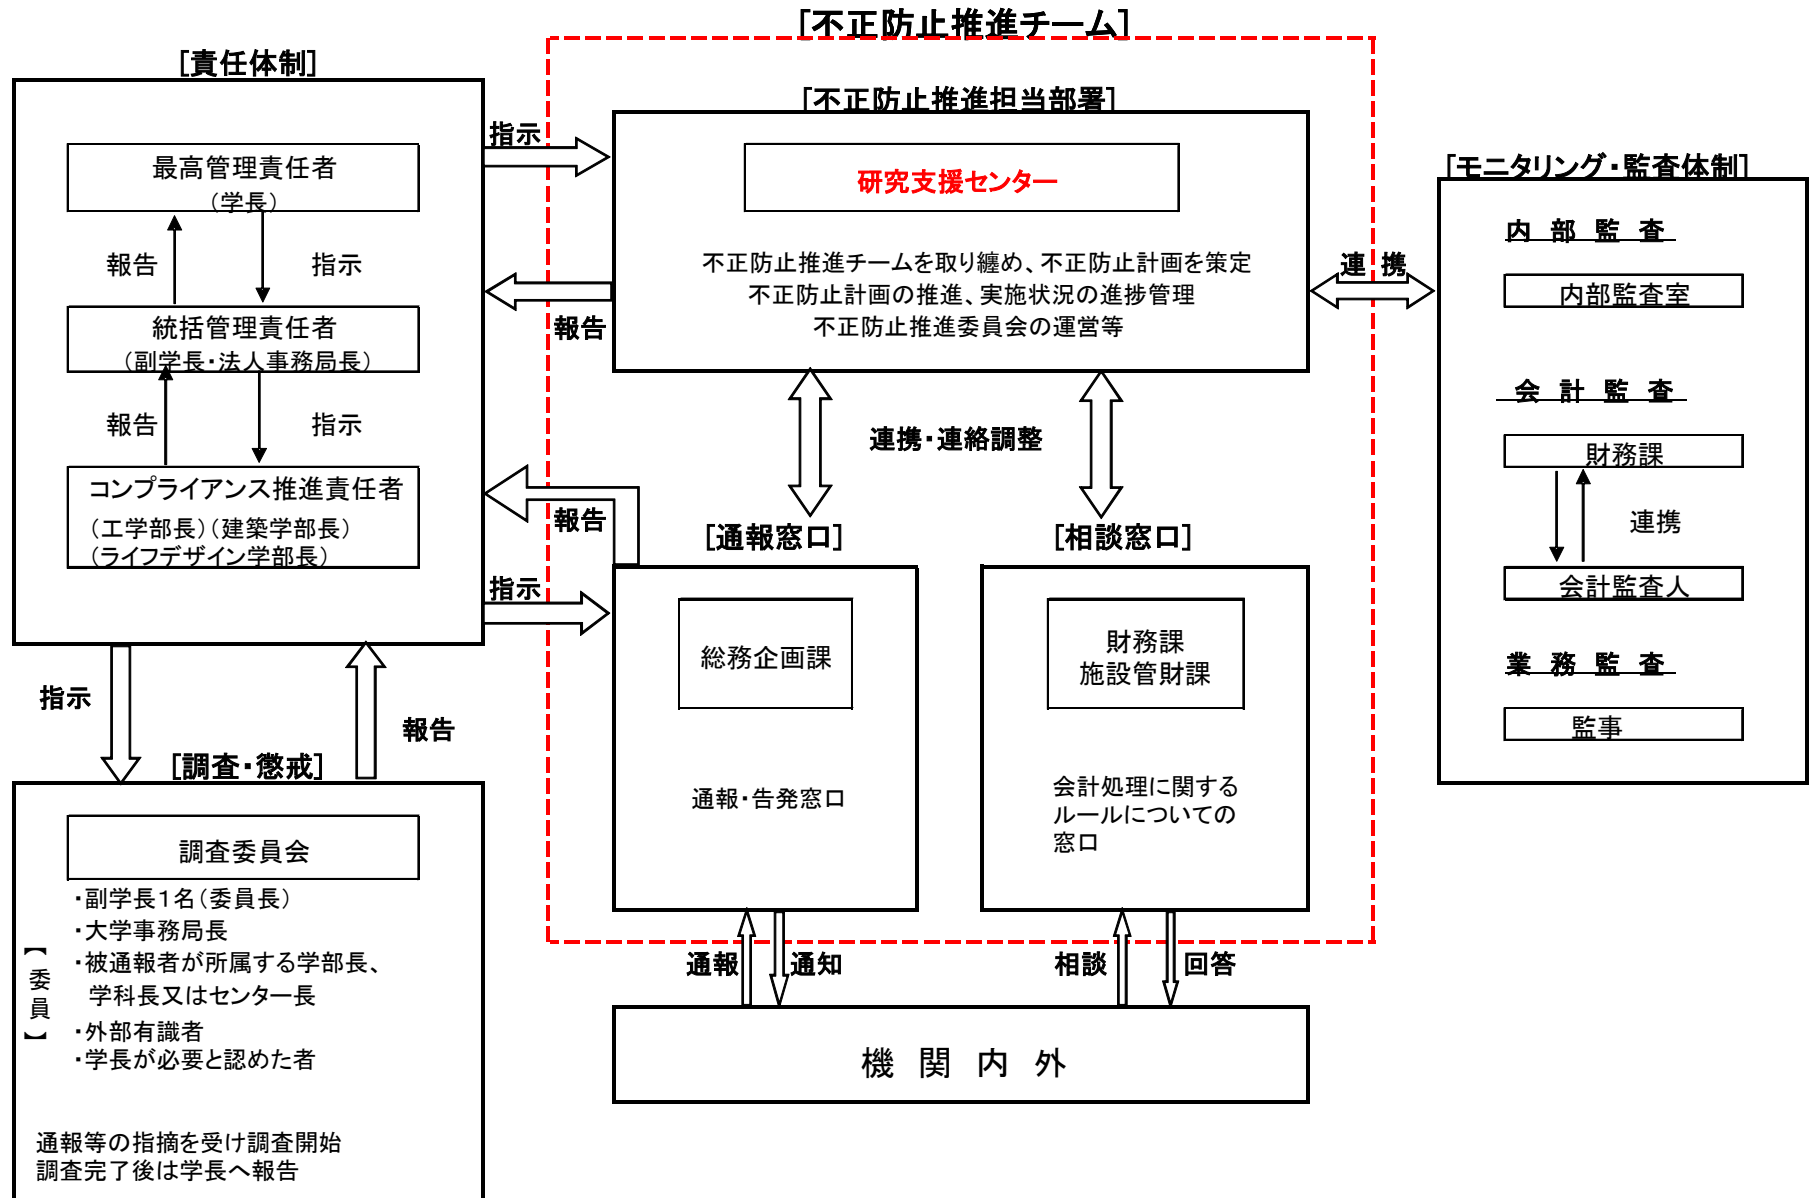 [不正防止推進チーム]
[責任体制]
最高管理責任者
(学長)
報告
指示
統括管理責任者
(副学長・法人事務局長)
報告
指示
コンプライアンス推進責任者
(工学部長)(建築学部長)
(ライフデザイン学部長)
指示
報告
報告
指示
[不正防止推進担当部署]
研究支援センター
不正防止推進チームを取り纏め、不正防止計画を策定
不正防止計画の推進、実施状況の進捗管理
不正防止推進委員会の運営等
連携・連絡調整
[通報窓口]
総務企画課
通報・告発窓口
[相談窓口]
財務課
施設管財課
会計処理に関する
ルールについての
窓口
連 携
[モニタリング・監査体制]
内 部 監 査
内部監査室
会 計 監 査
財務課
連携
会計監査人
業 務 監 査
監事
指示
報告
[調査・懲戒]
調査委員会
【委員】
・副学長1名(委員長)
・大学事務局長
・被通報者が所属する学部長、
学科長又はセンター長
・外部有識者
・学長が必要と認めた者
通報等の指摘を受け調査開始
調査完了後は学長へ報告
通報
通知
相談
回答
機 関 内 外